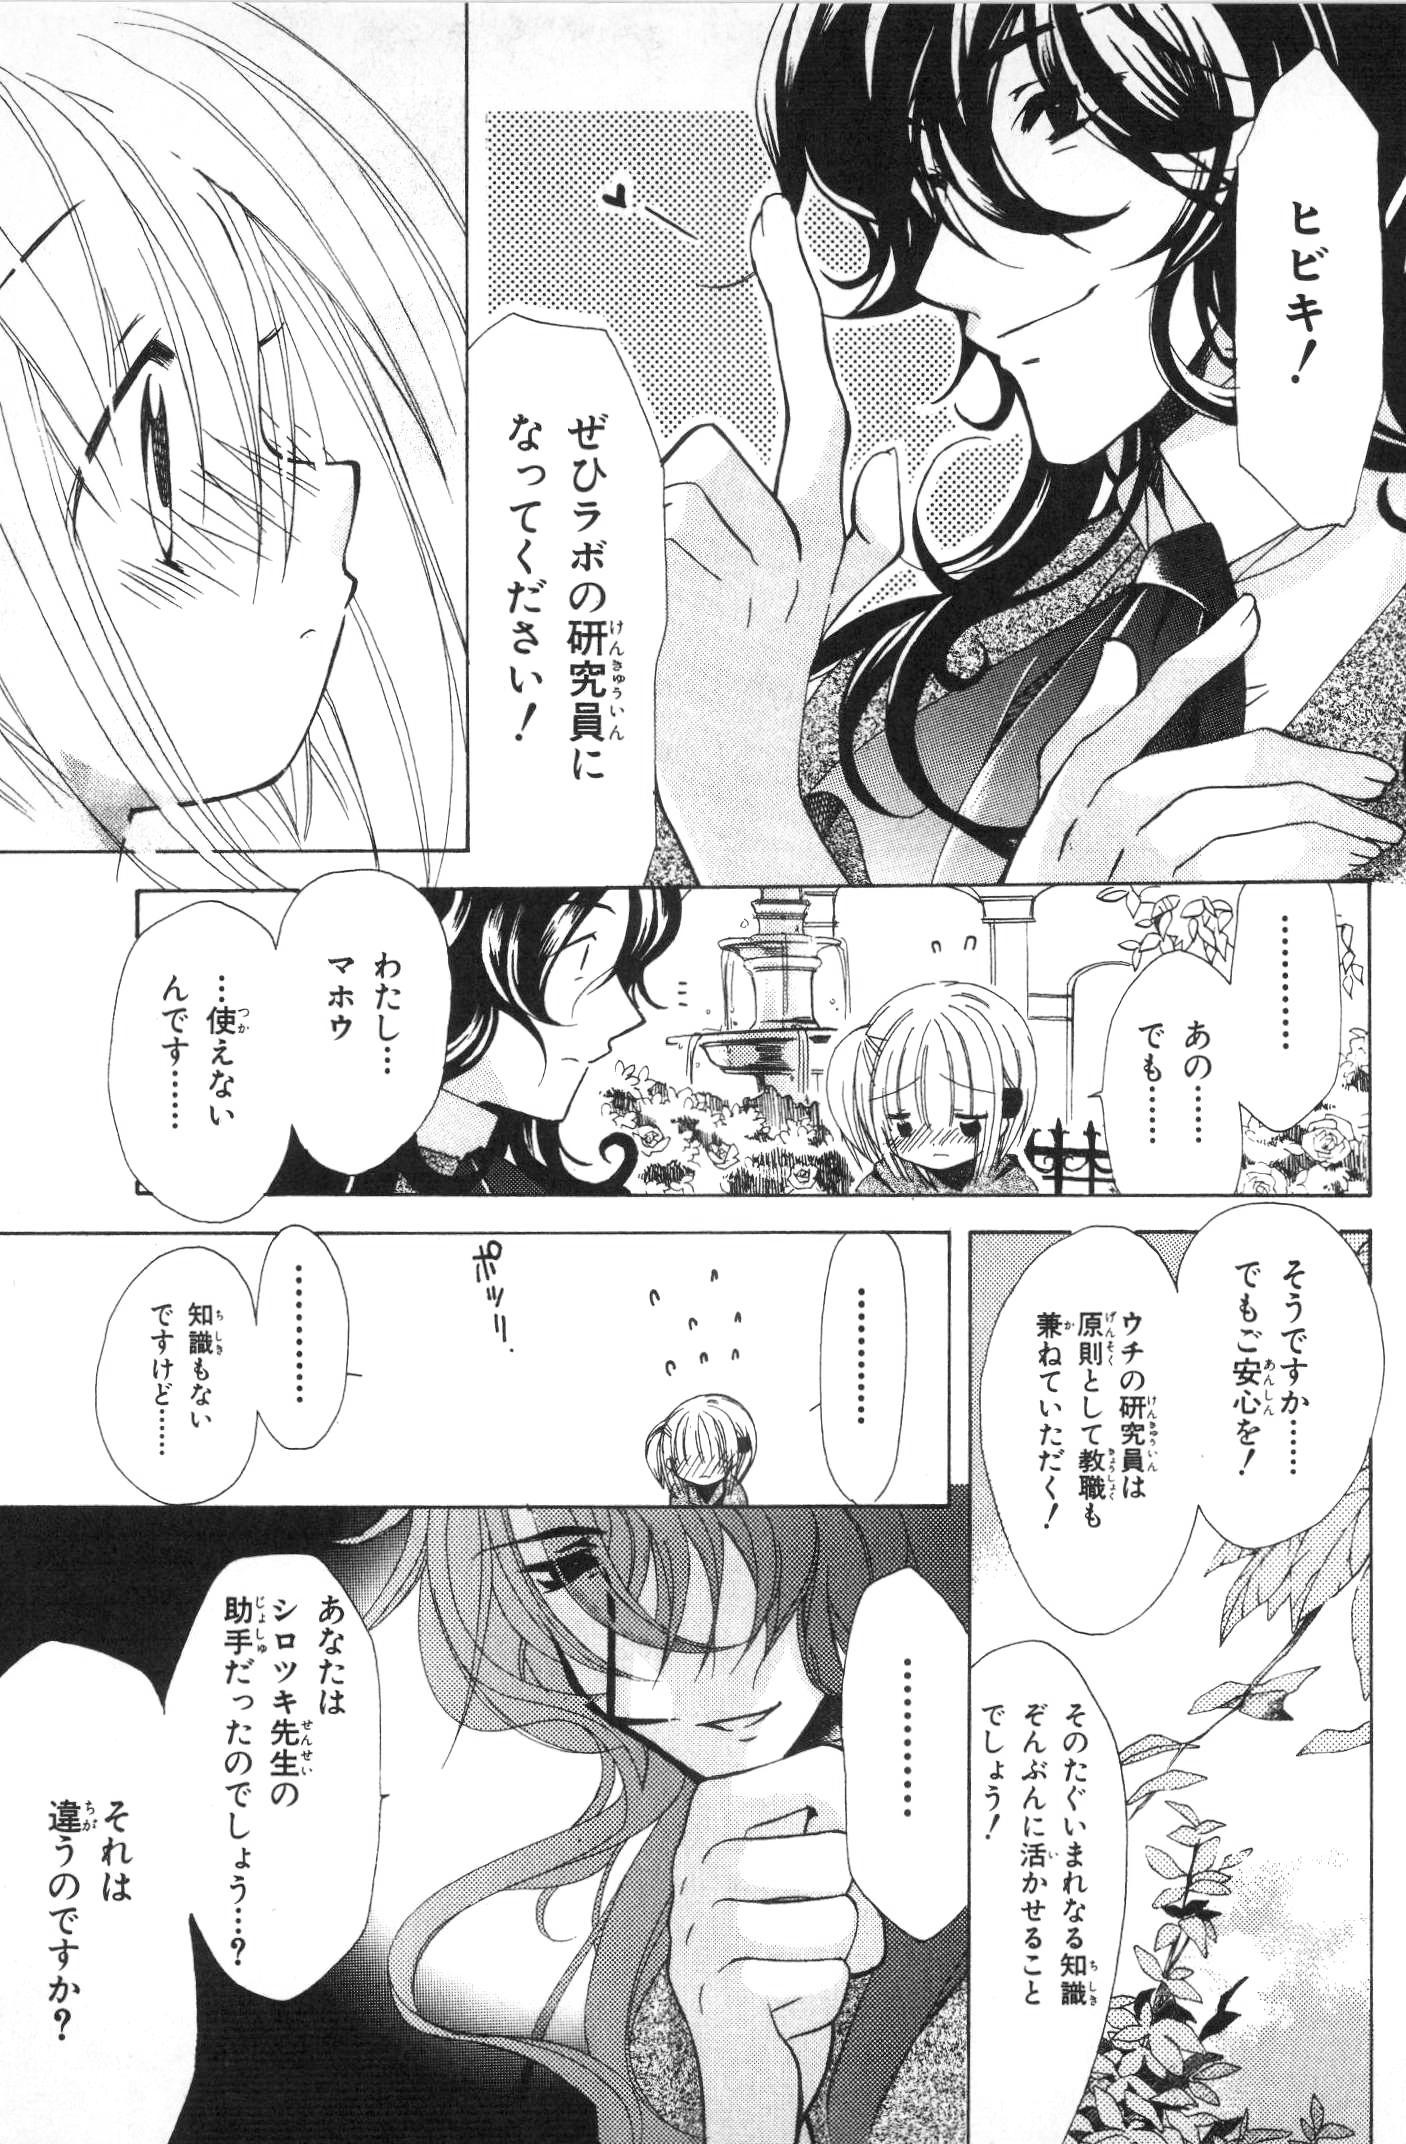 ヒビキ!
ぜひラボの研究員に
なってください!
…………
あの……
でも……
わたし…
マホウ
…使えない
んです……
そうですか……
でもご安心を!
ウチの研究員は
原則として教職も
兼ねていただく!
そのたぐいまれなる知識
ぞんぶんに活かせること
でしょう!
…………
…………
知識もない
ですけど……
…………
あなたは
シロツキ先生の
助手だったのでしょう…?
それは
違うのですか?